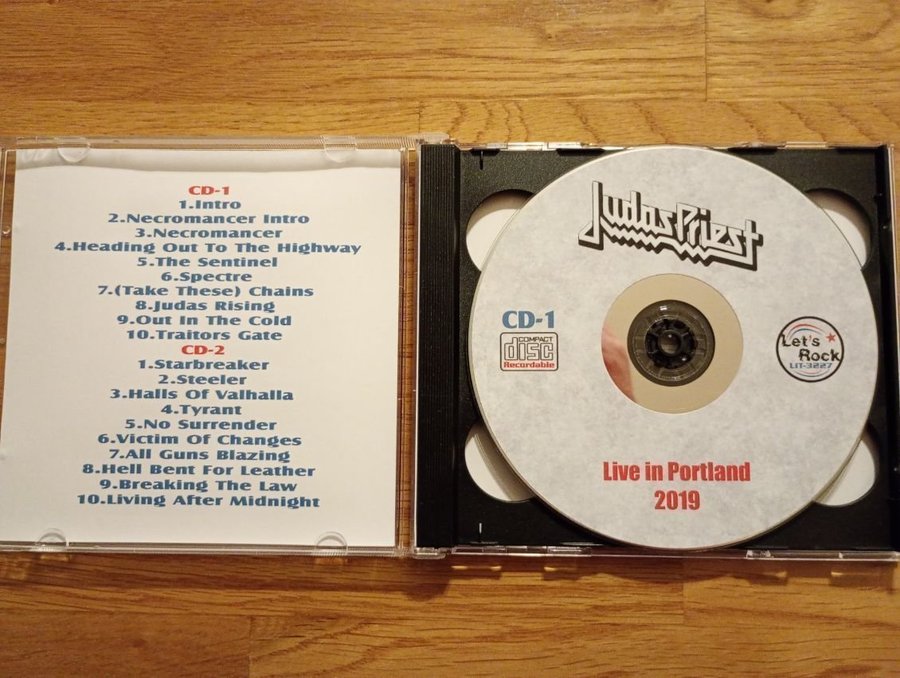 CD-1
1.Intro
2.Necromancer Intro
3.Necromancer
4.Heading Out To The Highway
5.The Sentinel
6.Spectre
7.(Take These) Chains
8.Judas Rising
9.Out In The Cold
10.Traitors Gate
CD-2
1.Starbreaker
2.Steeler
3.Halls Of Valhalla
4.Tyrant
5.No Surrender
6.Victim Of Changes
7.All Guns Blazing
8.Hell Bent For Leather
9.Breaking The Law
10.Living After Midnight
Judas Priest
CD-1
COMPACT
disc
Recordable
Let's
Rock
LIT-3227
Live in Portland
2019